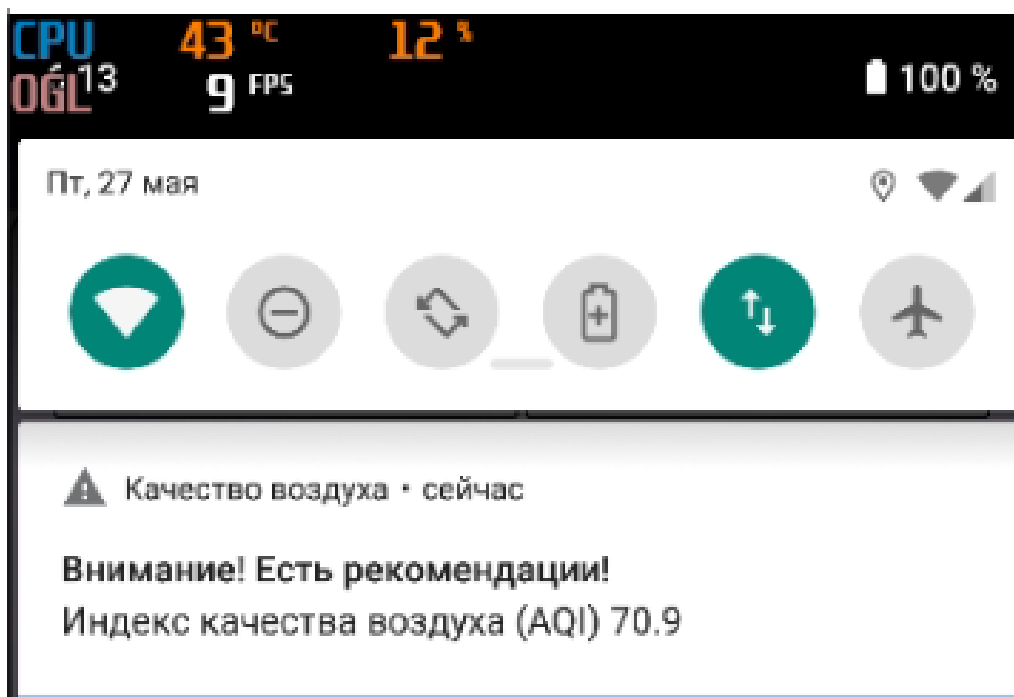 CPU 43 °C 12 %
OGL 9 FPS
:13
100 %
Пт, 27 мая
Качество воздуха • сейчас
Внимание! Есть рекомендации!
Индекс качества воздуха (AQI) 70.9